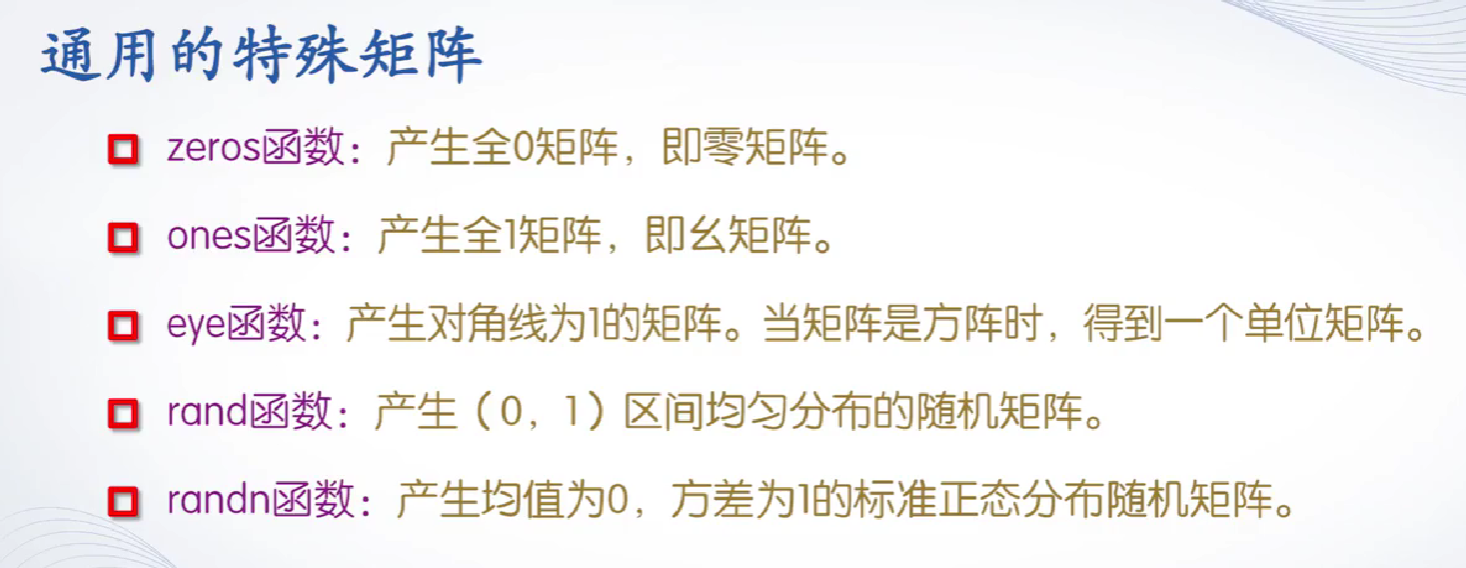 通用的特殊矩阵
zeros函数：产生全0矩阵，即零矩阵。
ones函数：产生全1矩阵，即幺矩阵。
eye函数：产生对角线为1的矩阵。当矩阵是方阵时，得到一个单位矩阵。
rand函数：产生（0，1）区间均匀分布的随机矩阵。
randn函数：产生均值为0，方差为1的标准正态分布随机矩阵。